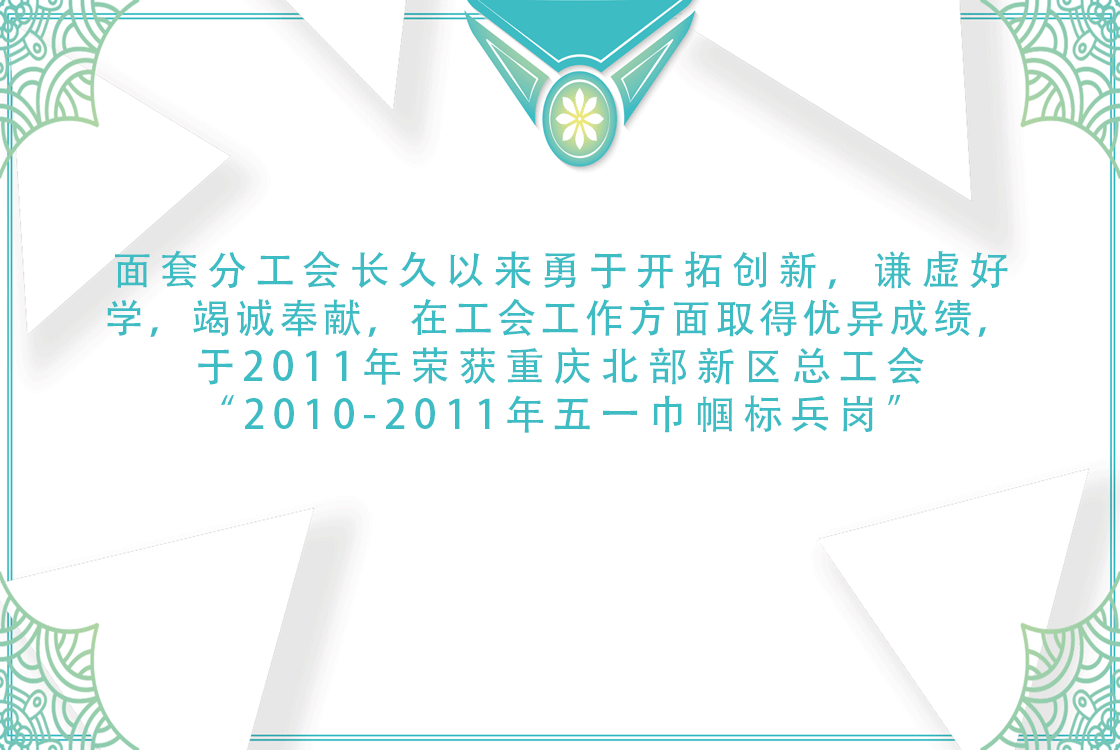 面套分工会长久以来勇于开拓创新，谦虚好
学，竭诚奉献，在工会工作方面取得优异成绩，
于2011年荣获重庆北部新区总工会
“2010-2011年五一巾帼标兵岗”